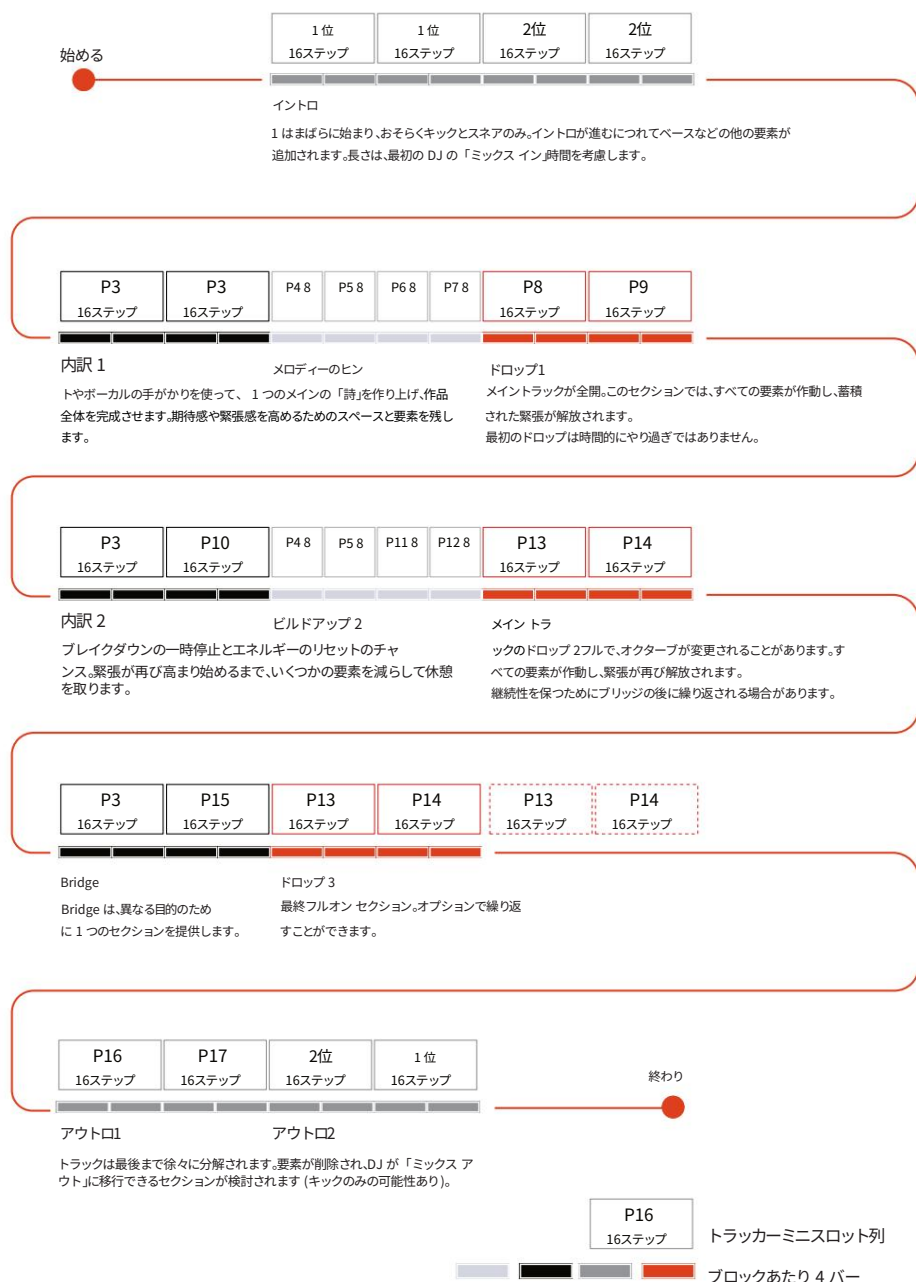 始める
1 位 1 位 2位 2位
16ステップ 16ステップ 16ステップ 16ステップ
イントロ
1 はまばらに始まり、おそらくキックとスネアのみ。イントロが進むにつれてベースなどの他の要素が
追加されます。長さは、最初の DJ の「ミックス イン」時間を考慮します。
P3 P3 P4 8 P5 8 P6 8 P7 8 P8 P9
16ステップ 16ステップ 16ステップ 16ステップ
内訳 1
メロディーのヒン
トやボーカルの手がかりを使って、 1 つのメインの「詩」を作り上げ、作品
全体を完成させます。期待感や緊張感を高めるためのスペースと要素を残し
ます。
ドロップ1
メイントラックが全開。このセクションでは、すべての要素が作動し、蓄積
された緊張が解放されます。
最初のドロップは時間的にやり過ぎではありません。
P3 P10 P4 8 P5 8 P11 8 P12 8 P13 P14
16ステップ 16ステップ 16ステップ 16ステップ
内訳 2
ビルドアップ 2
ブレイクダウンの一時停止とエネルギーのリセットのチャ
ンス。緊張が再び高まり始めるまで、いくつかの要素を減らして休憩
を取ります。
メイン トラ
ックのドロップ 2フルで、オクターブが変更されることがあります。す
べての要素が作動し、緊張が再び解放されます。
継続性を保つためにブリッジの後に繰り返される場合があります。
P3 P15 P13 P14 P13 P14
16ステップ 16ステップ 16ステップ 16ステップ 16ステップ 16ステップ
Bridge
Bridge は、異なる目的のため
に 1 つのセクションを提供します。
ドロップ 3
最終フルオン セクション。オプションで繰り返
すことができます。
P16 P17 2位 1 位
16ステップ 16ステップ 16ステップ 16ステップ
終わり
アウトロ1 アウトロ2
トラックは最後まで徐々に分解されます。要素が削除され、DJ が「ミックス ア
ウト」に移行できるセクションが検討されます (キックのみの可能性あり)。
P16
16ステップ
トラッカーミニスロット列
ブロックあたり 4 バー